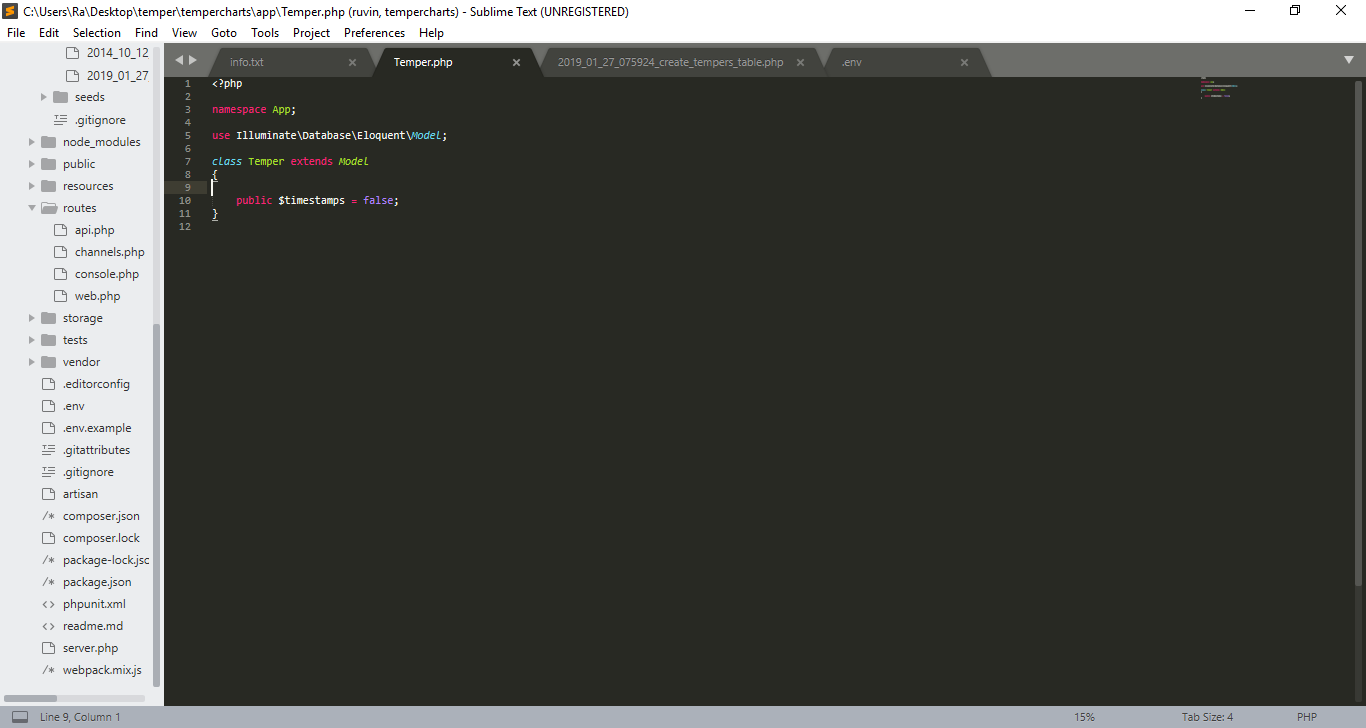 C:\Users\Ra\Desktop\temper\tempercharts\app\Temper.php (ruvin, tempercharts) - Sublime Text (UNREGISTERED)
File Edit Selection Find View Goto Tools Project Preferences Help
info.txt Temper.php 2019_01_27_075924_create_tempers_table.php .env
2014_10_12
2019_01_27
seeds
.gitignore
node_modules
public
resources
routes
api.php
channels.php
console.php
web.php
storage
tests
vendor
.editorconfig
.env
.env.example
.gitattributes
.gitignore
artisan
/* composer.json
composer.lock
/* package-lock.jsc
/* package.json
<> phpunit.xml
<> readme.md
server.php
/* webpack.mix.js
1 <?php
2
3 namespace App;
4
5 use Illuminate\Database\Eloquent\Model;
6
7 class Temper extends Model
8 {
9
10 public $timestamps = false;
11 }
12
Line 9, Column 1 15% Tab Size: 4 PHP